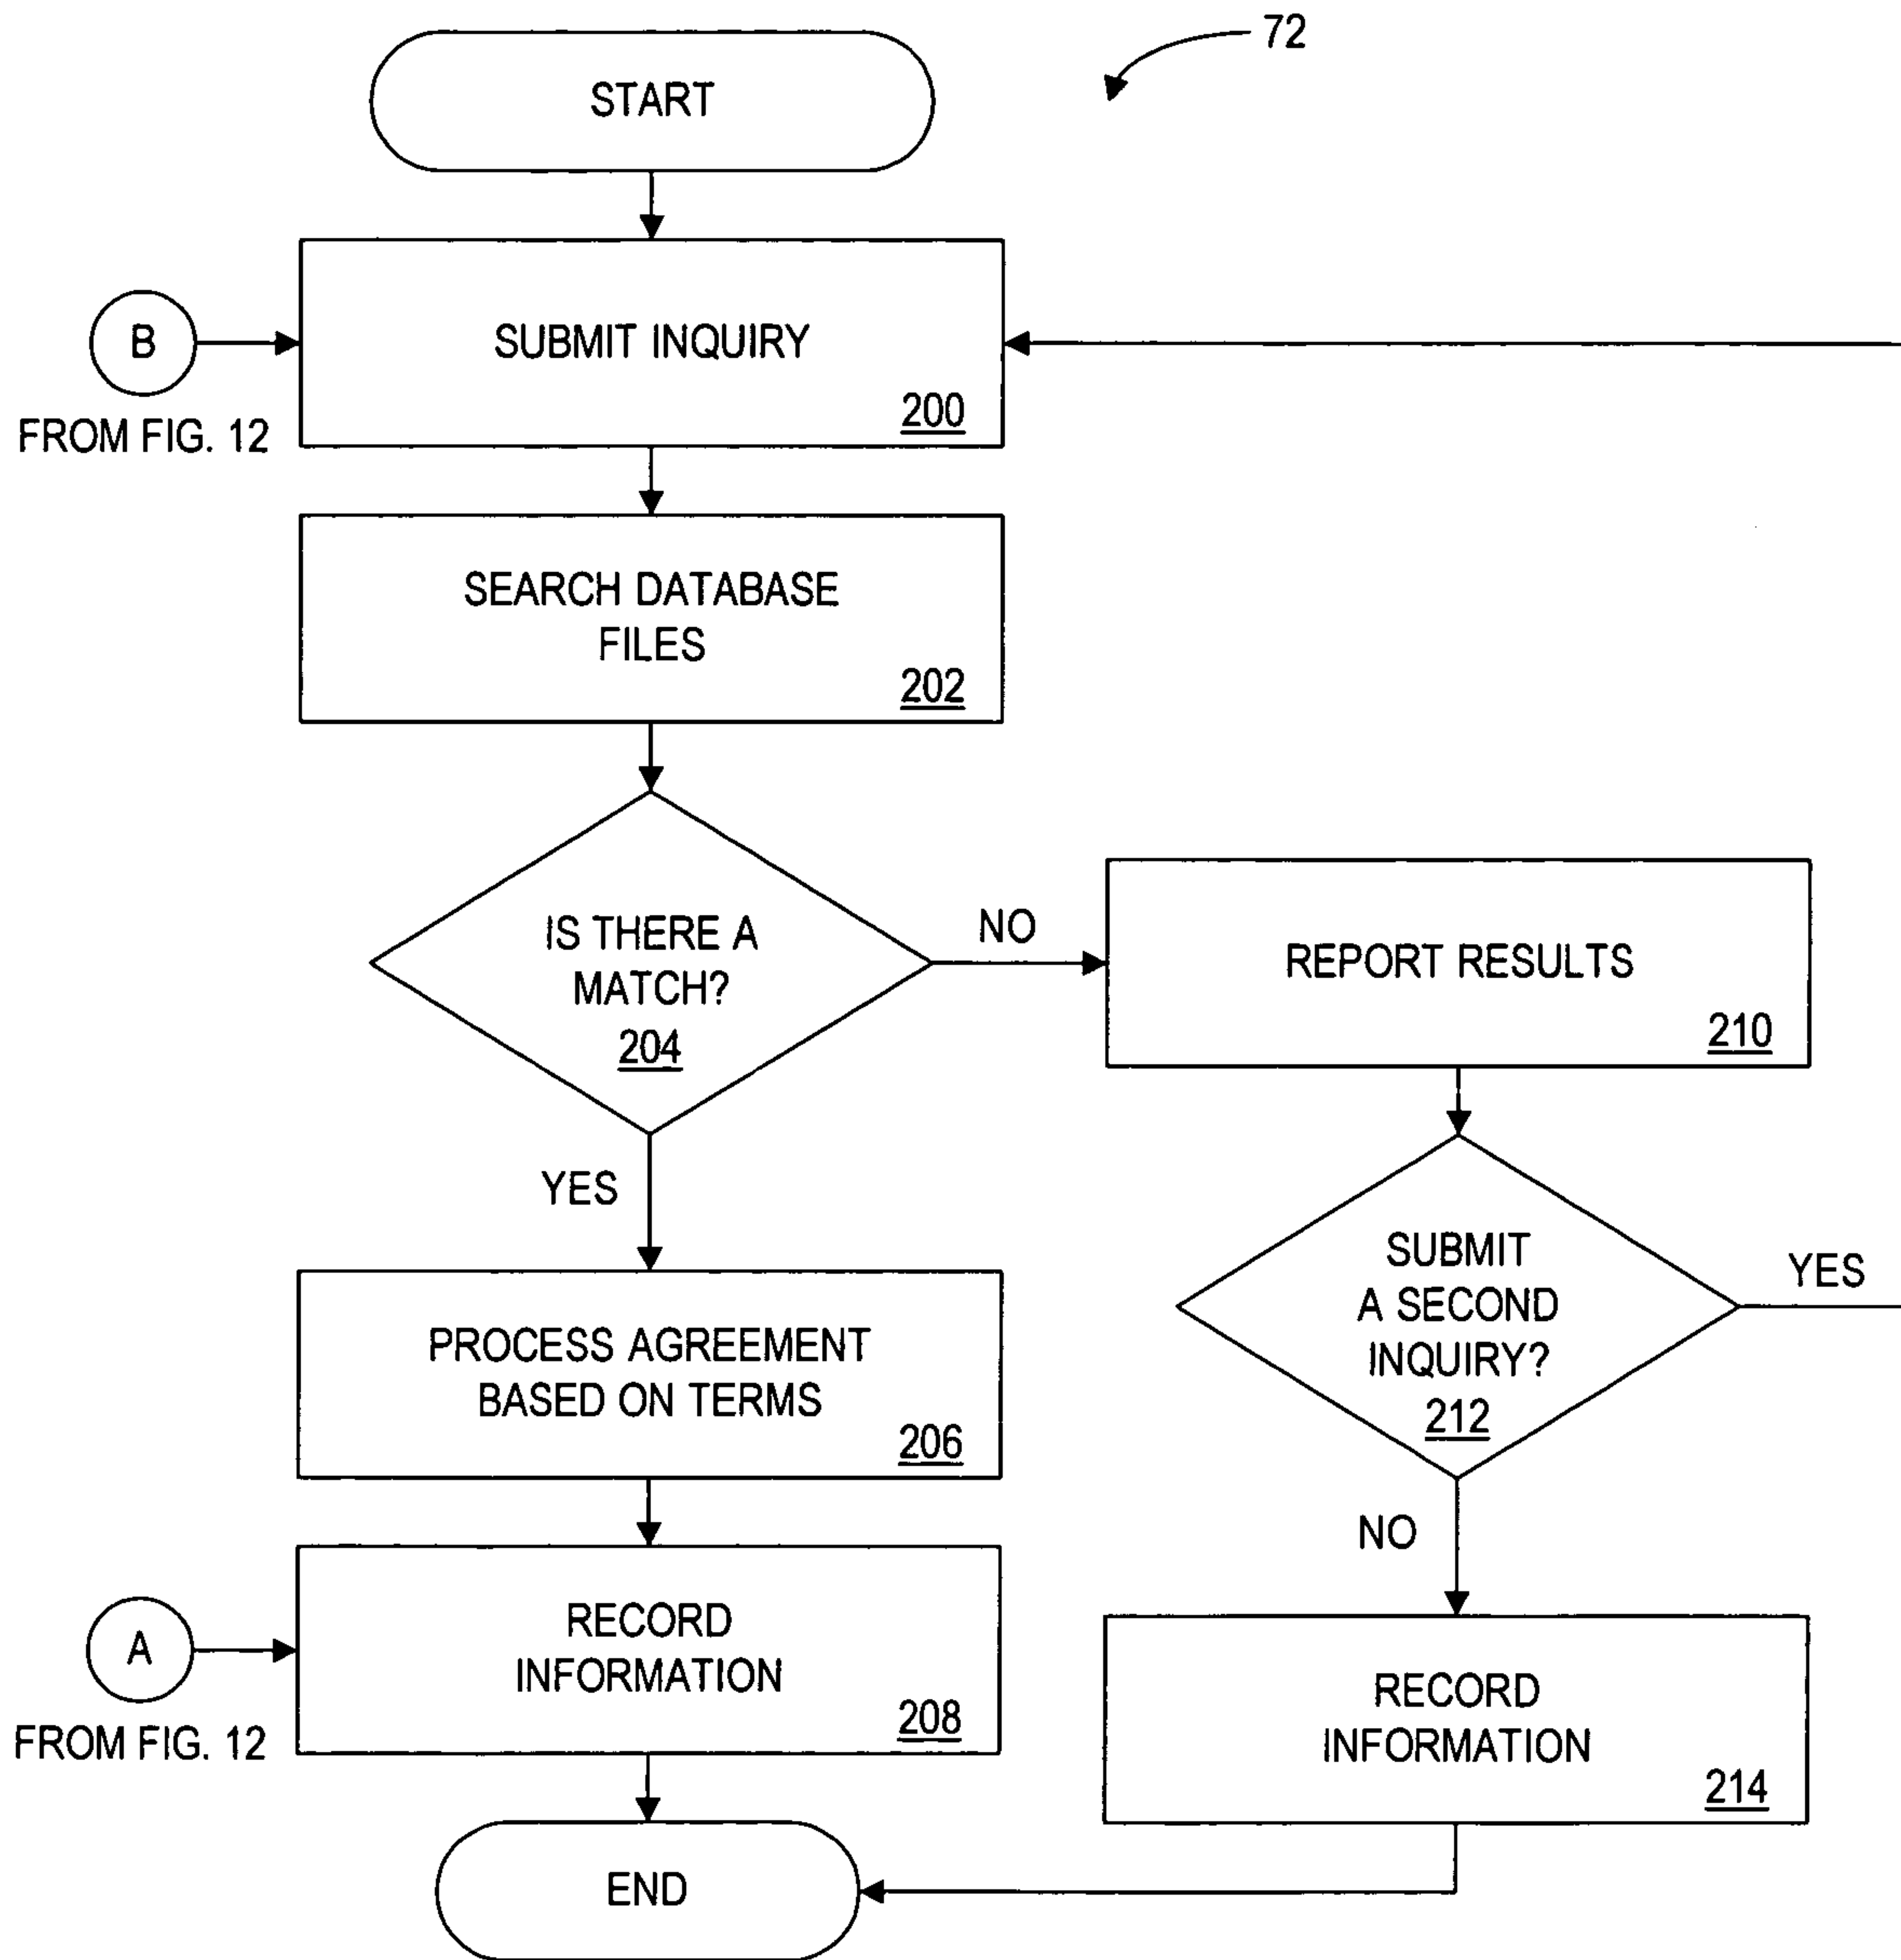 72
START
B
FROM FIG. 12
SUBMIT INQUIRY
200
SEARCH DATABASE
FILES
202
IS THERE A
MATCH?
204
NO
REPORT RESULTS
210
YES
SUBMIT
A SECOND
INQUIRY?
212
YES
PROCESS AGREEMENT
BASED ON TERMS
206
NO
A
FROM FIG. 12
RECORD
INFORMATION
208
RECORD
INFORMATION
214
END